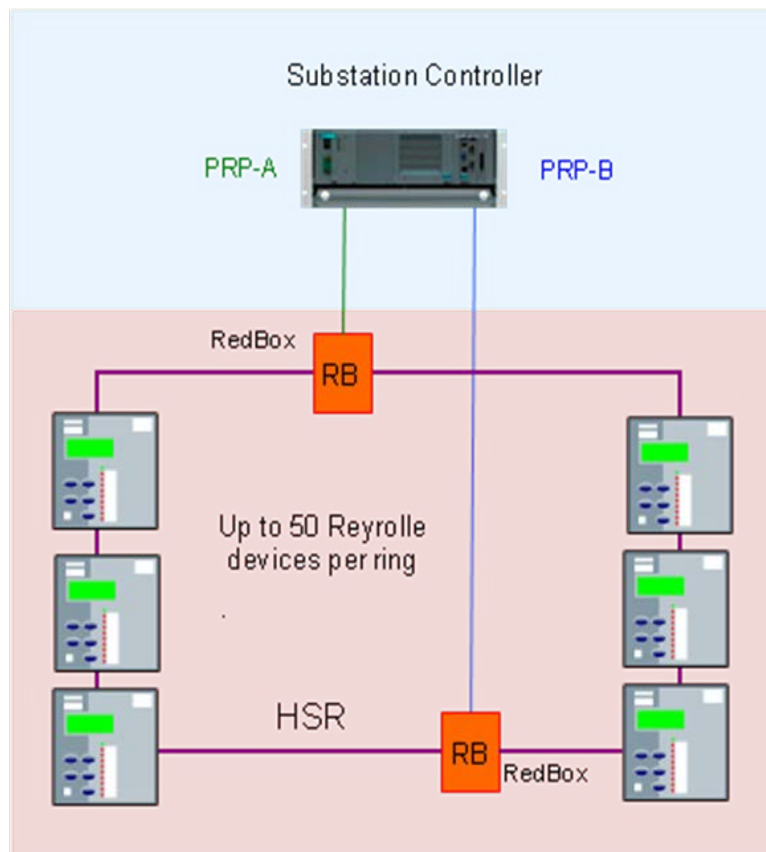 Substation Controller
PRP-A
PRP-B
RedBox
RB
Up to 50 Reyrolle
devices per ring
HSR
RB
RedBox